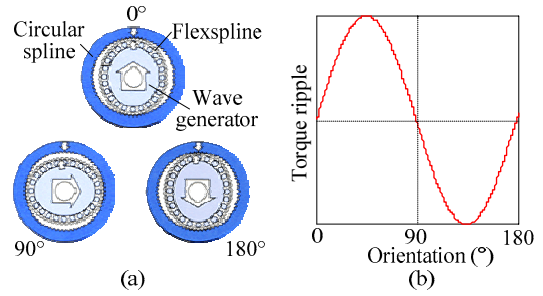 0°
Circular
spline
Flexspline
Wave
generator
90°
180°
(a)
Torque ripple
0
90
180
Orientation (°)
(b)